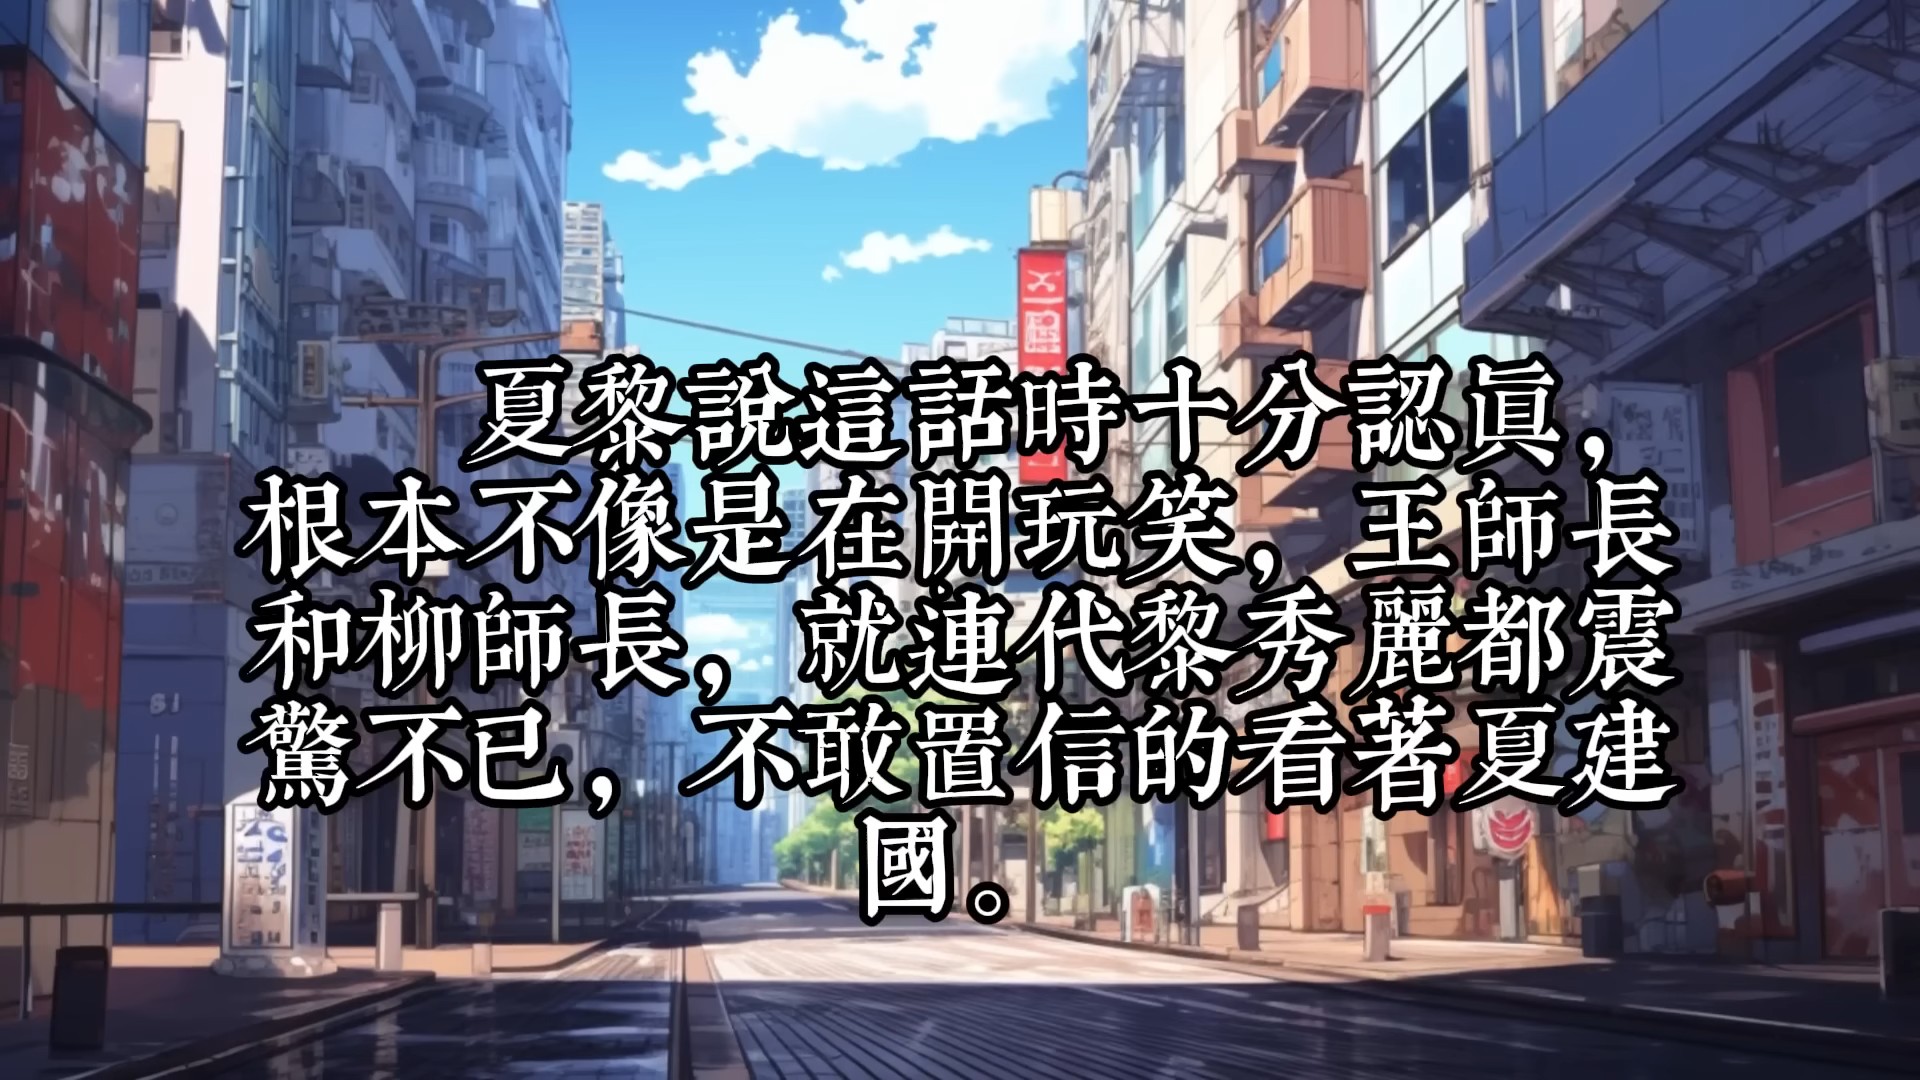 夏黎說這話時十分認眞，
根本不像是在開玩笑，王師長
和柳師長，就連代黎秀麗都震
驚不已，不敢置信的看著夏建
國。